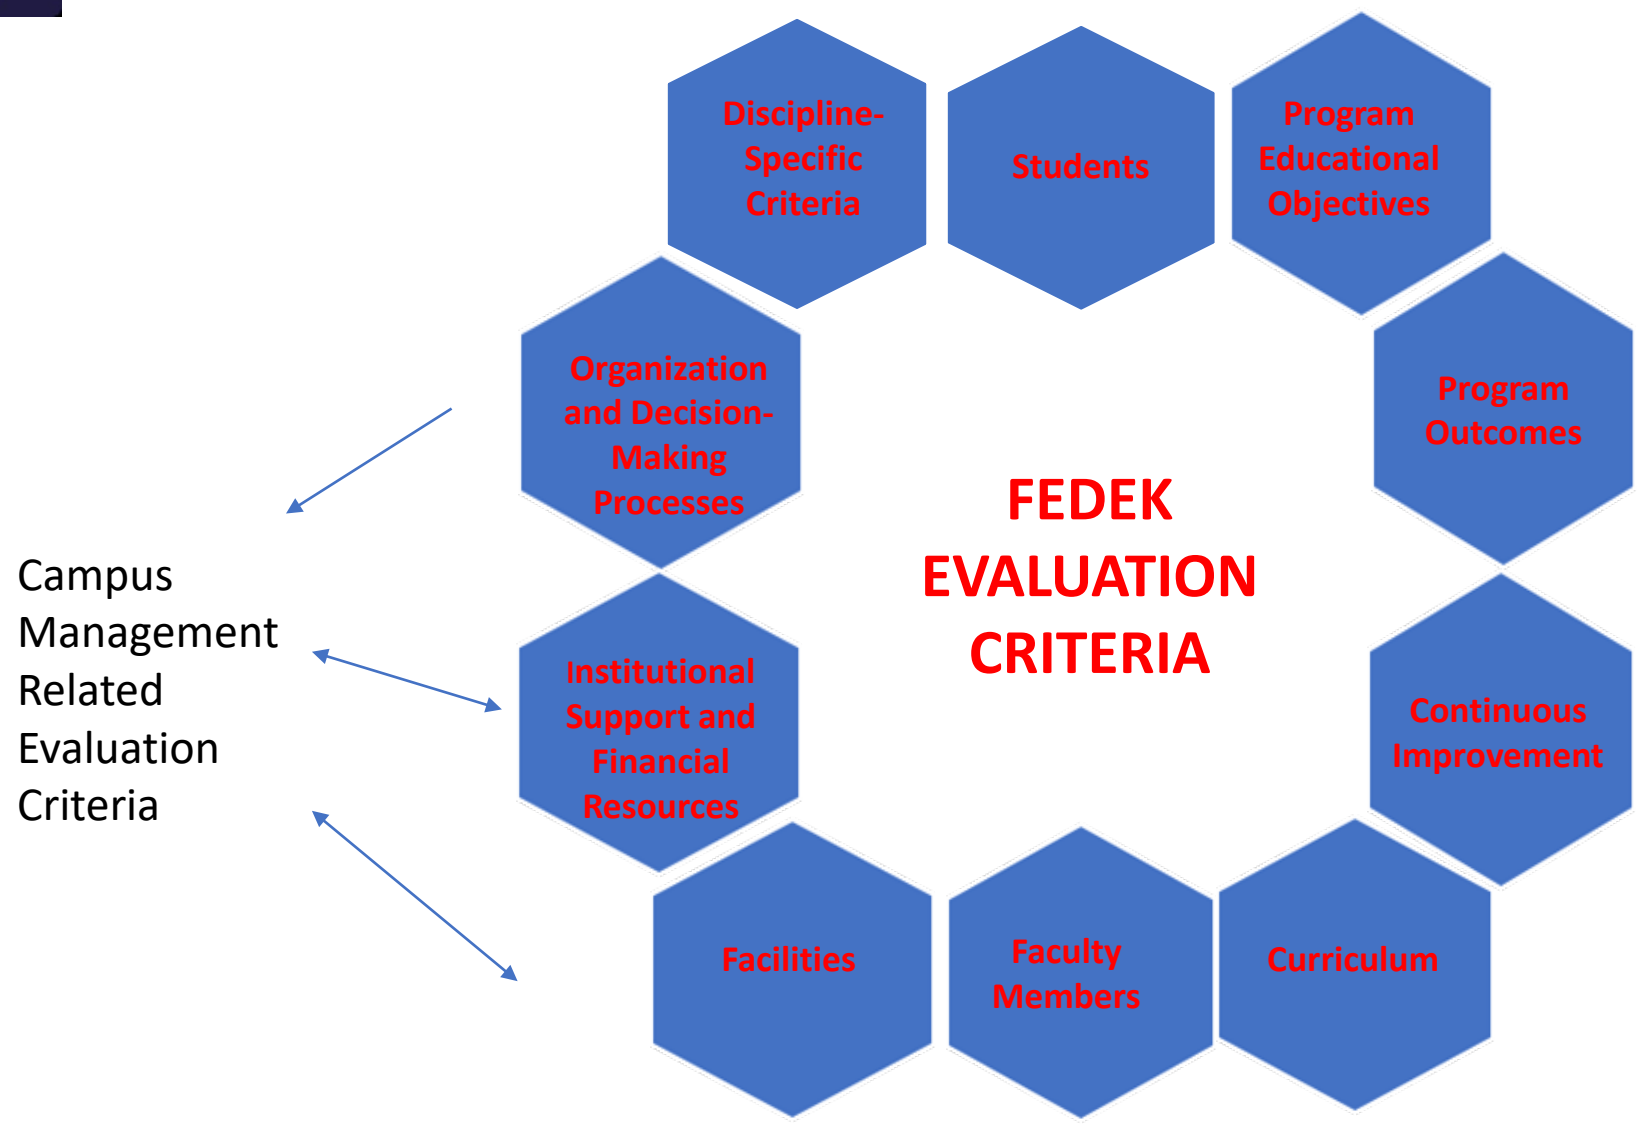 Discipline-
Specific
Criteria
Students
Program
Educational
Objectives
Organization
and Decision-
Making
Processes
Program
Outcomes
FEDEK
EVALUATION
CRITERIA
Campus
Management
Related
Evaluation
Criteria
Institutional
Support and
Financial
Resources
Continuous
Improvement
Facilities
Faculty
Members
Curriculum